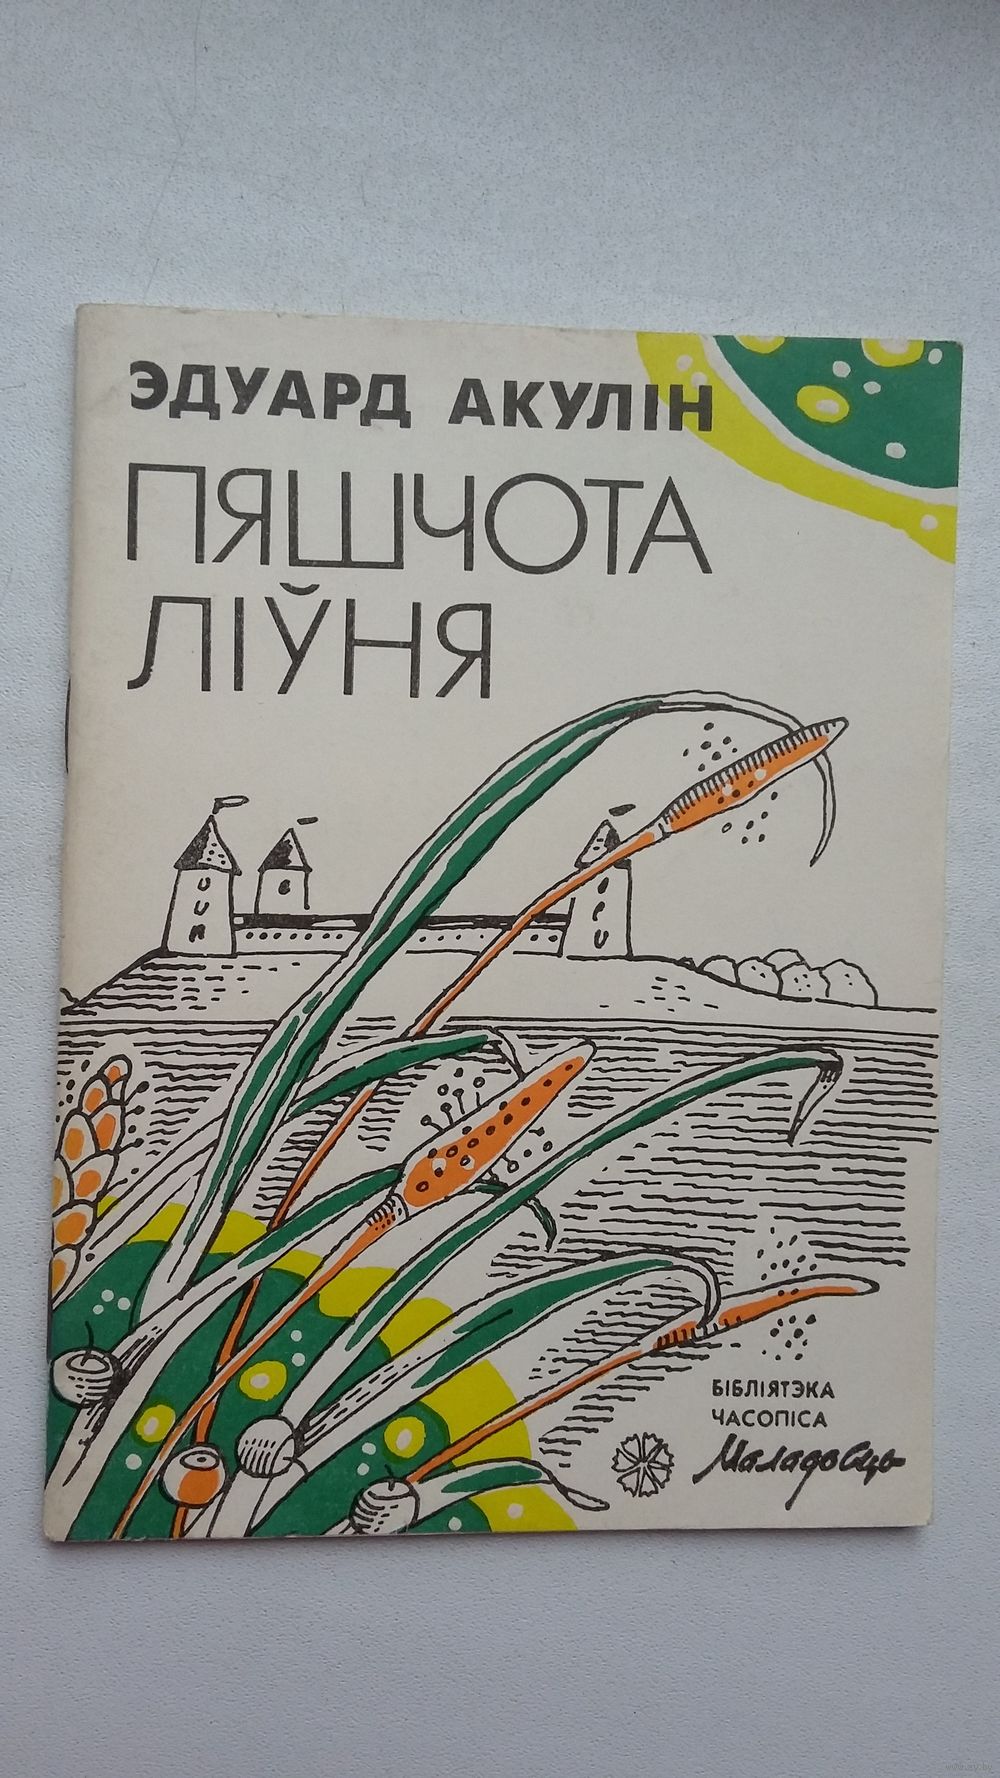 ЭДУАРД АКУЛІН
ПЯШЧОТА
ЛІЎНЯ
БІБЛІЯТЭКА
ЧАСОПІСА
Маладосць